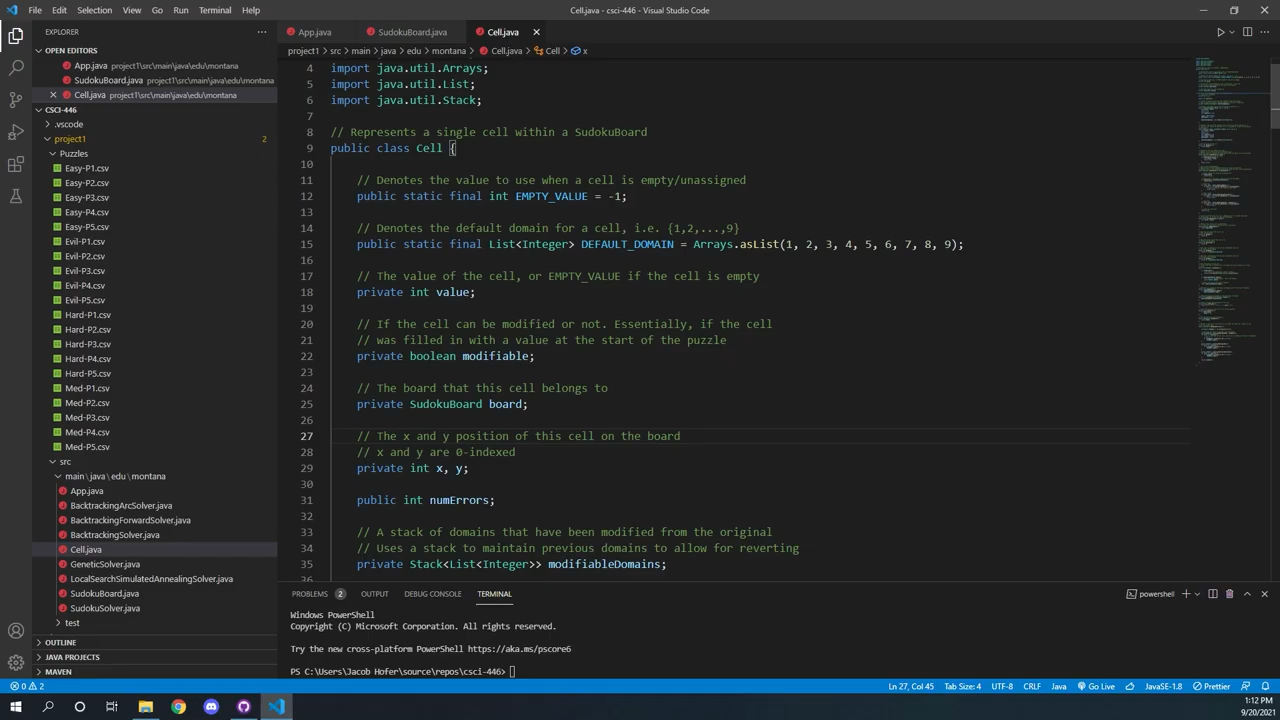 File Edit Selection View Go Run Terminal Help
Cell.java - csci-446 - Visual Studio Code
EXPLORER
OPEN EDITORS
App.java project1\src\main\java\edu\montana
SudokuBoard.java project1\src\main\java\edu\montana
Cell.java project1\src\main\java\edu\montana
CSCI-446
.vscode
project1 2
Puzzles
Easy-P1.csv
Easy-P2.csv
Easy-P3.csv
Easy-P4.csv
Easy-P5.csv
Evil-P1.csv
Evil-P2.csv
Evil-P3.csv
Evil-P4.csv
Evil-P5.csv
Hard-P1.csv
Hard-P2.csv
Hard-P3.csv
Hard-P4.csv
Hard-P5.csv
Med-P1.csv
Med-P2.csv
Med-P3.csv
Med-P4.csv
Med-P5.csv
src
main\java\edu\montana
App.java
BacktrackingArcSolver.java
BacktrackingForwardSolver.java
BacktrackingSolver.java
Cell.java
GeneticSolver.java
LocalSearchSimulatedAnnealingSolver.java
SudokuBoard.java
SudokuSolver.java
test
OUTLINE
JAVA PROJECTS
MAVEN
App.java SudokuBoard.java Cell.java
project1 > src > main > java > edu > montana > Cell.java > Cell > x
4 import java.util.Arrays;
5 import java.util.List;
6 import java.util.Stack;
7
8 // Represents a single cell within a SudokuBoard
9 public class Cell {
10
11 // Denotes the value to use when a cell is empty/unassigned
12 public static final int EMPTY_VALUE = -1;
13
14 // Denotes the default domain for a cell, i.e. {1,2,...,9}
15 public static final List<Integer> DEFAULT_DOMAIN = Arrays.asList(1, 2, 3, 4, 5, 6, 7, 8, 9);
16
17 // The value of the cell or EMPTY_VALUE if the cell is empty
18 private int value;
19
20 // If the cell can be modified or not. Essentially, if the cell
21 // was filled in with a value at the start of the puzzle
22 private boolean modifiable;
23
24 // The board that this cell belongs to
25 private SudokuBoard board;
26
27 // The x and y position of this cell on the board
28 // x and y are 0-indexed
29 private int x, y;
30
31 public int numErrors;
32
33 // A stack of domains that have been modified from the original
34 // Uses a stack to maintain previous domains to allow for reverting
35 private Stack<List<Integer>> modifiableDomains;
36
PROBLEMS 2 OUTPUT DEBUG CONSOLE TERMINAL
powershell
Windows PowerShell
Copyright (C) Microsoft Corporation. All rights reserved.
Try the new cross-platform PowerShell https://aka.ms/pscore6
PS C:\Users\Jacob Hofer\source\repos\csci-446>
0 2
Ln 27, Col 45 Tab Size: 4 UTF-8 CRLF Java Go Live JavaSE-1.8 Prettier
1:12 PM
9/20/2021